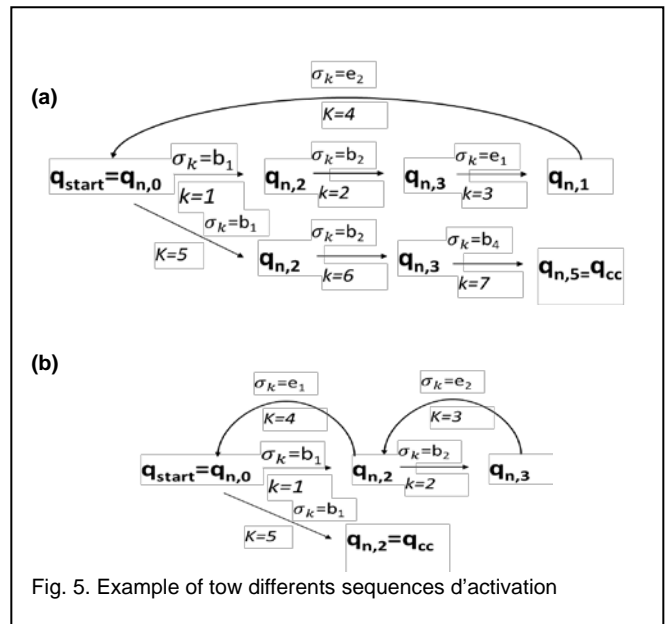 (a)
σk=e2
K=4
qstart=qn,0
σk=b1
k=1
qn,2
σk=b2
k=2
qn,3
σk=e1
k=3
qn,1
σk=b1
K=5
qn,2
σk=b2
k=6
qn,3
σk=b4
k=7
qn,5=qcc
(b)
σk=e1
K=4
σk=e2
K=3
qstart=qn,0
σk=b1
k=1
qn,2
σk=b2
k=2
qn,3
σk=b1
K=5
qn,2=qcc
Fig. 5. Example of tow differents sequences d'activation